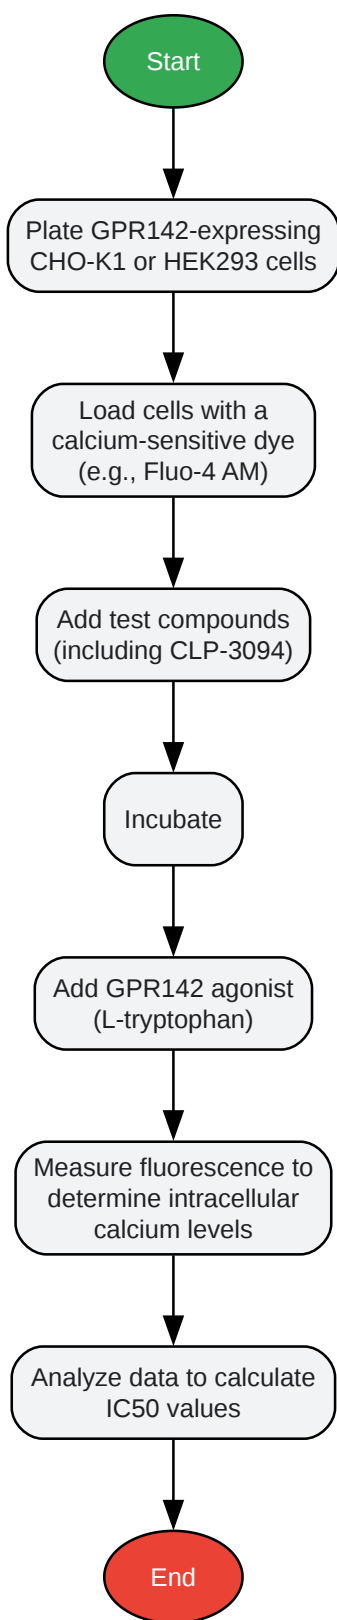 Start
Plate GPR142-expressing
CHO-K1 or HEK293 cells
Load cells with a
calcium-sensitive dye
(e.g., Fluo-4 AM)
Add test compounds
(including CLP-3094)
Incubate
Add GPR142 agonist
(L-tryptophan)
Measure fluorescence to
determine intracellular
calcium levels
Analyze data to calculate
IC50 values
End